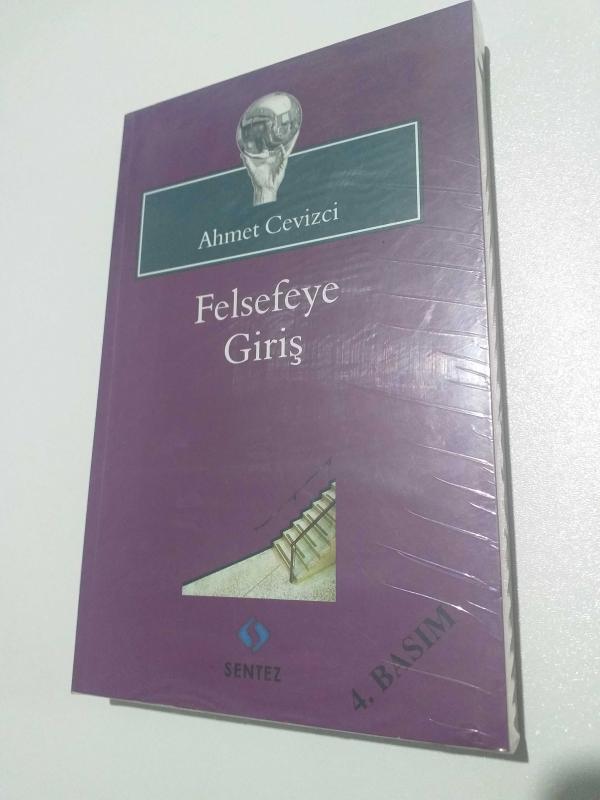 Ahmet Cevizci
Felsefeye
Giriş
SENTEZ
4. BASIM